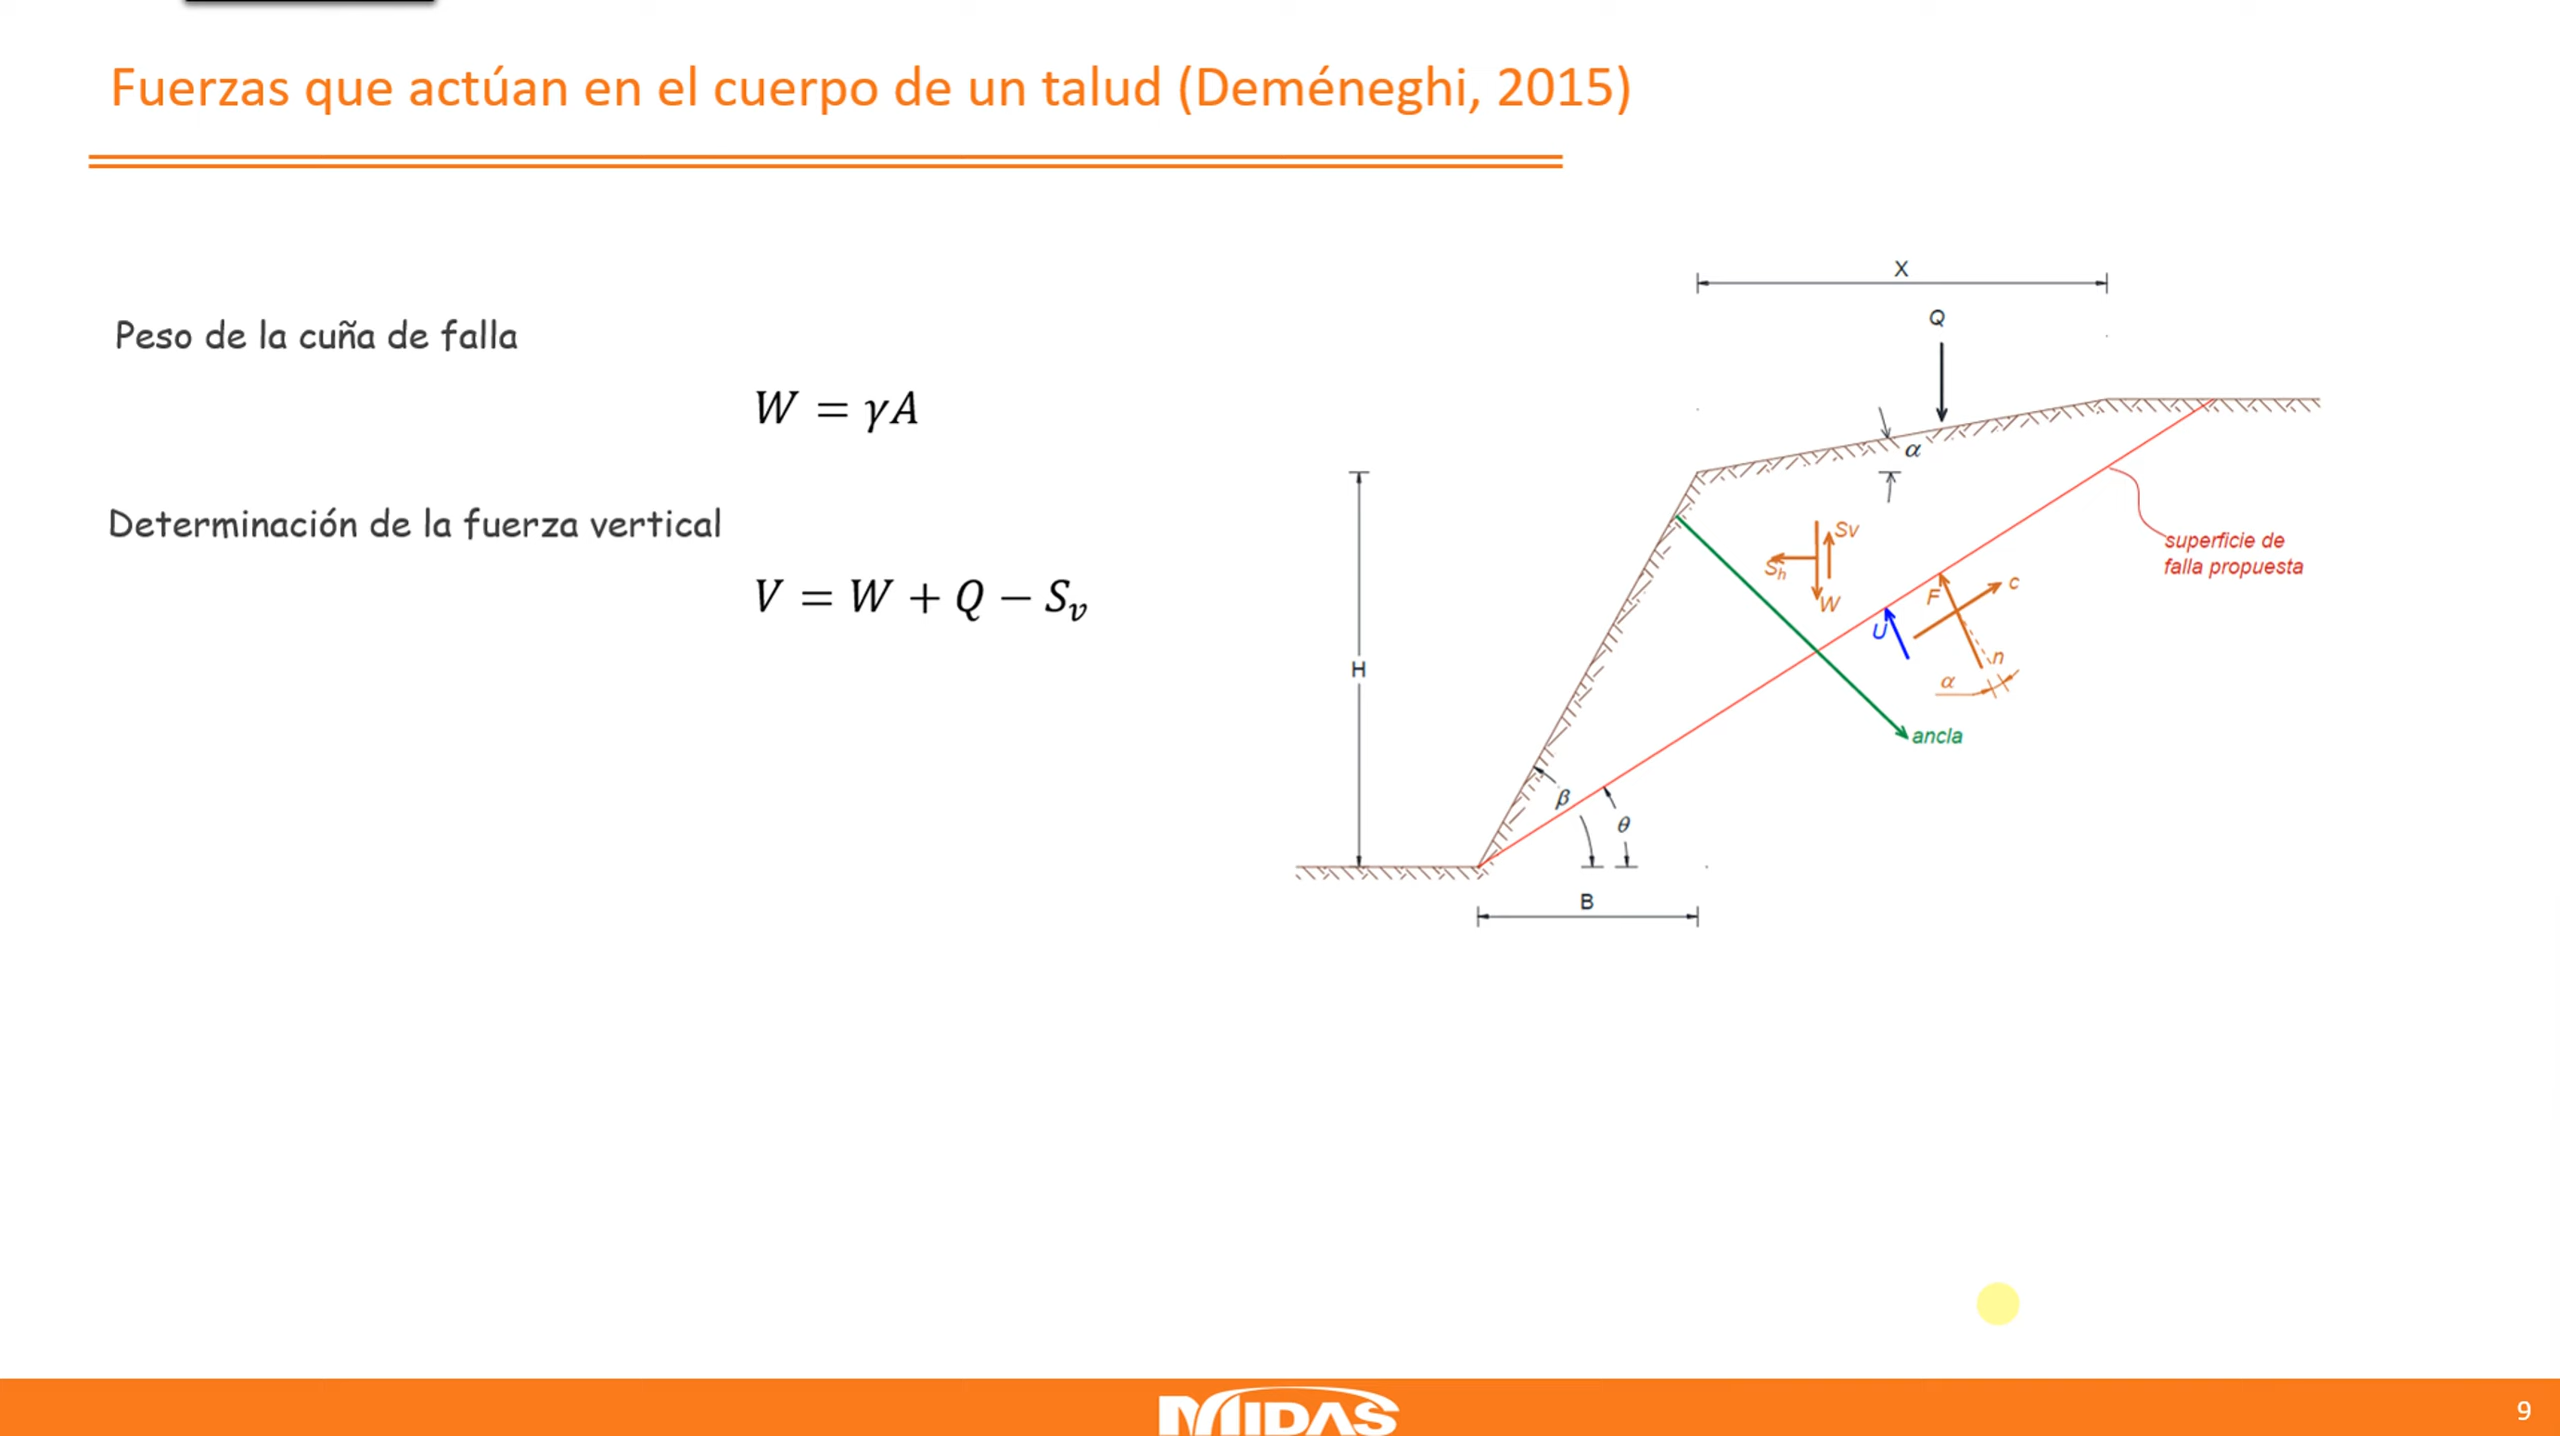 Fuerzas que actúan en el cuerpo de un talud (Deméneghi, 2015)
Peso de la cuña de falla
W = γA
Determinación de la fuerza vertical
V = W + Q − Sᵥ
X
Q
α
H
Sv
Sh
W
superficie de
falla propuesta
F
c
U
n
α
ancla
β
θ
B
MIDAS
9